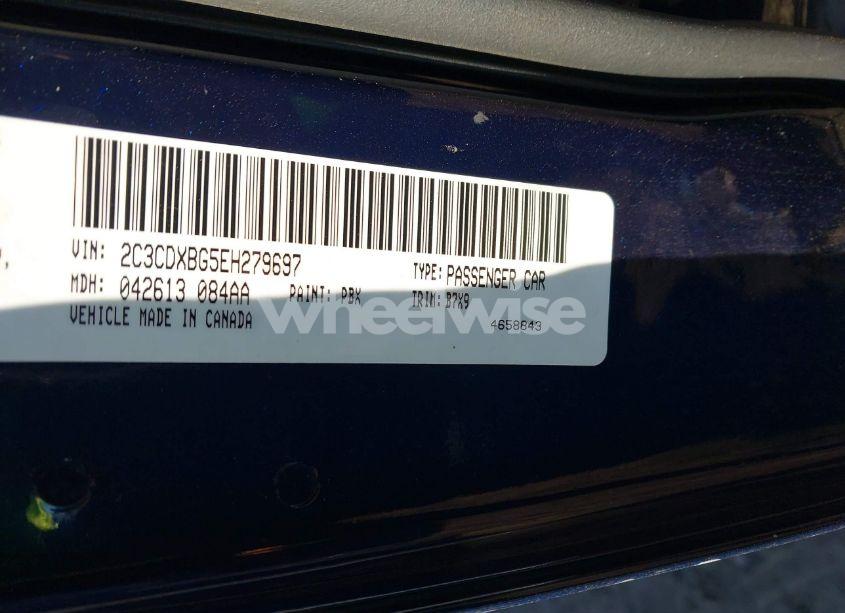 VIN: 2C3CDXBG5EH279697 TYPE: PASSENGER CAR
MDH: 042613 084AA PAINT: PBX TRIM: B7X9
VEHICLE MADE IN CANADA 4658843
wheelwise